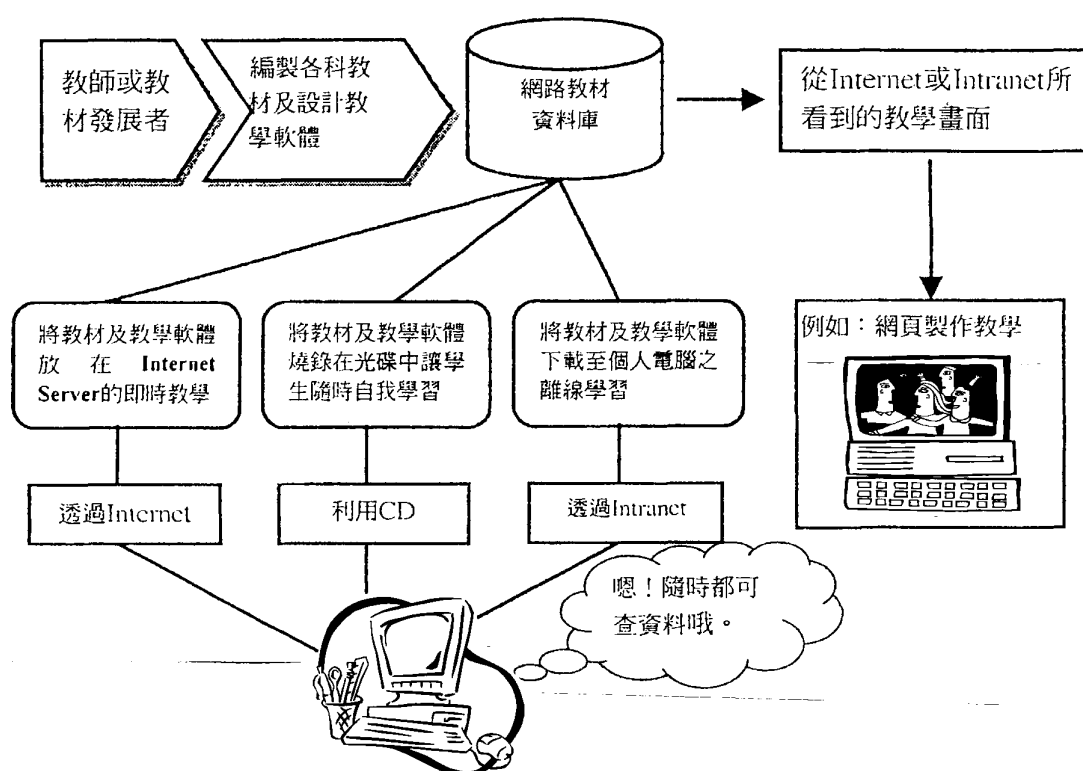 教師或教
材發展者
編製各科教
材及設計教
學軟體
網路教材
資料庫
從Internet或Intranet所
看到的教學畫面
將教材及教學軟體
放在Internet
Server的即時教學
將教材及教學軟體
燒錄在光碟中讓學
生隨時自我學習
將教材及教學軟體
下載至個人電腦之
離線學習
例如：網頁製作教學
透過Internet
利用CD
透過Intranet
嗯！隨時都可
查資料哦。